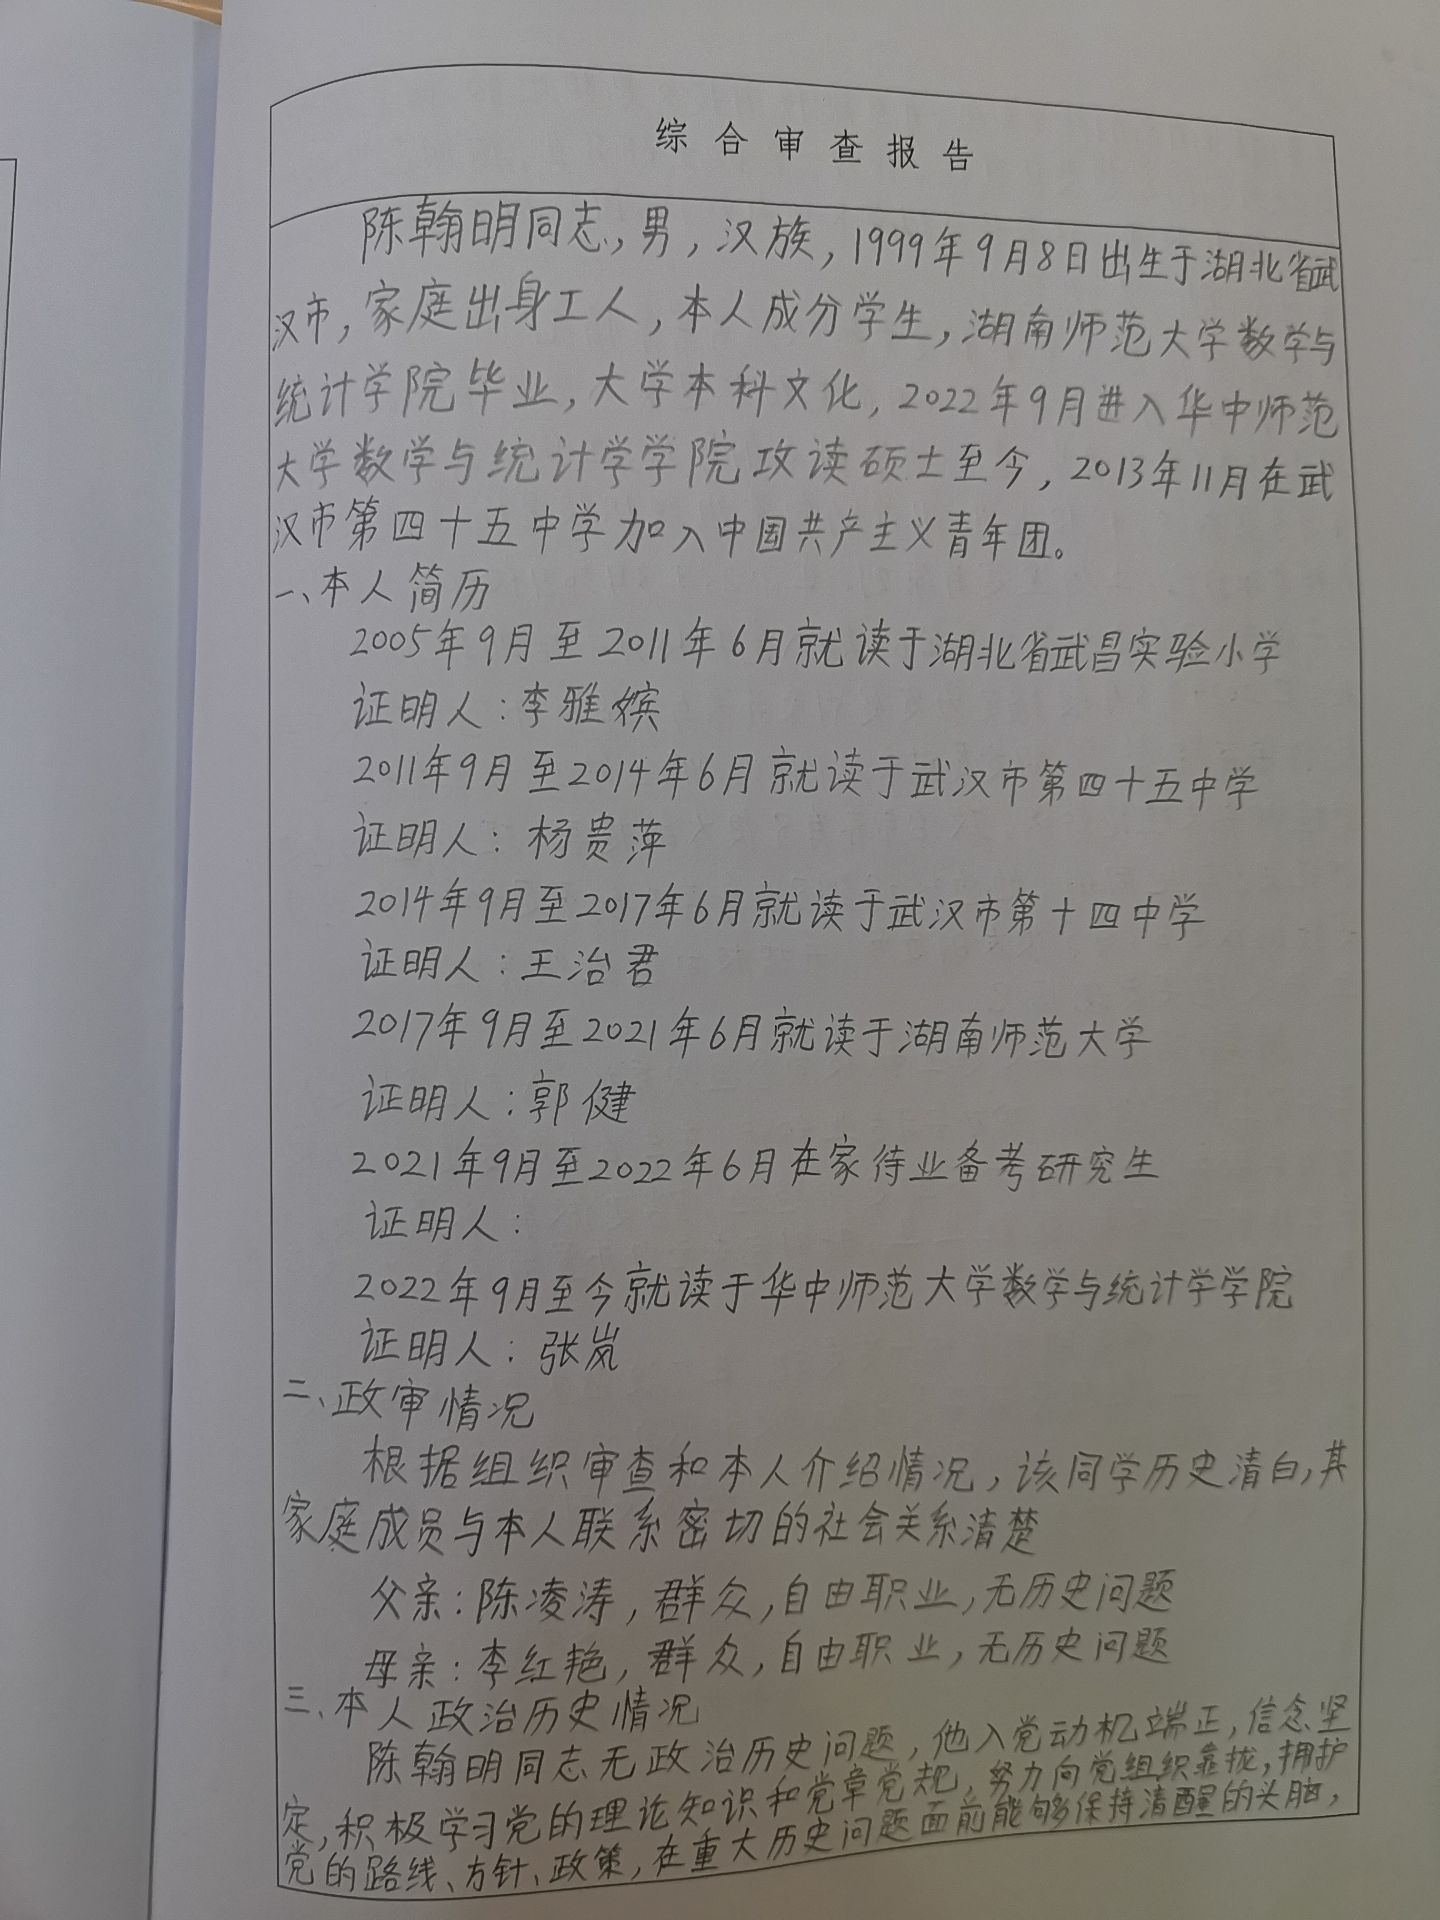 综合审查报告
陈翰明同志,男,汉族,1999年9月8日出生于湖北省武
汉市,家庭出身工人,本人成分学生,湖南师范大学数学与
统计学院毕业,大学本科文化,2022年9月进入华中师范
大学数学与统计学学院攻读硕士至今,2013年11月在武
汉市第四十五中学加入中国共产主义青年团。
一、本人简历
2005年9月至2011年6月就读于湖北省武昌实验小学
证明人:李雅嫔
2011年9月至2014年6月就读于武汉市第四十五中学
证明人:杨贵萍
2014年9月至2017年6月就读于武汉市第十四中学
证明人:王治君
2017年9月至2021年6月就读于湖南师范大学
证明人:郭健
2021年9月至2022年6月在家待业备考研究生
证明人:
2022年9月至今就读于华中师范大学数学与统计学学院
证明人:张岚
二、政审情况
根据组织审查和本人介绍情况,该同学历史清白,其
家庭成员与本人联系密切的社会关系清楚
父亲:陈凌涛,群众,自由职业,无历史问题
母亲:李红艳,群众,自由职业,无历史问题
三、本人政治历史情况
陈翰明同志无政治历史问题,他入党动机端正,信念坚
定,积极学习党的理论知识和党章党规,努力向党组织靠拢,拥护
党的路线、方针、政策,在重大历史问题面前能够保持清醒的头脑,